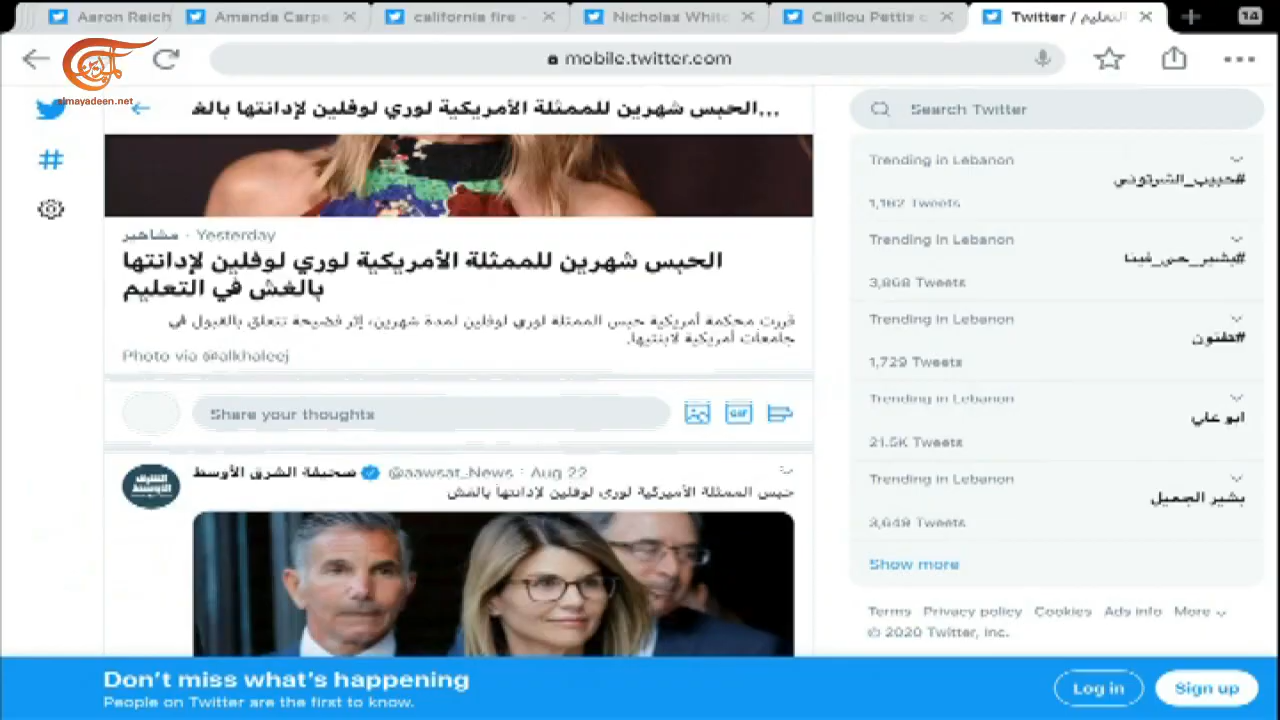 Aaron Reich
Amanda Carpe
california fire -
Nicholas Whitc
Caillou Pettis c
Twitter / التعليم
14
mobile.twitter.com
الميادين
almayadeen.net
الحبس شهرين للممثلة الأمريكية لوري لوفلين لإدانتها بالغ...
مشاهير · Yesterday
الحبس شهرين للممثلة الأمريكية لوري لوفلين لإدانتها
بالغش في التعليم
قررت محكمة أمريكية حبس الممثلة لوري لوفلين لمدة شهرين، إثر فضيحة تتعلق بالقبول في
جامعات أمريكية لابنتيها.
Photo via @alkhaleej
Share your thoughts
GIF
الشرق الأوسط
صحيفة الشرق الأوسط @aawsat_News · Aug 22
حبس الممثلة الأميركية لوري لوفلين لإدانتها بالغش
Search Twitter
Trending in Lebanon
#حبيب_الشرتوني
1,162 Tweets
Trending in Lebanon
#بشير_حي_فينا
3,868 Tweets
Trending in Lebanon
1,729 Tweets
Trending in Lebanon
ابو علي
21.5K Tweets
Trending in Lebanon
بشير الجميل
3,649 Tweets
Show more
Terms Privacy policy Cookies Ads info More
© 2020 Twitter, Inc.
Don't miss what's happening
People on Twitter are the first to know.
Log in
Sign up